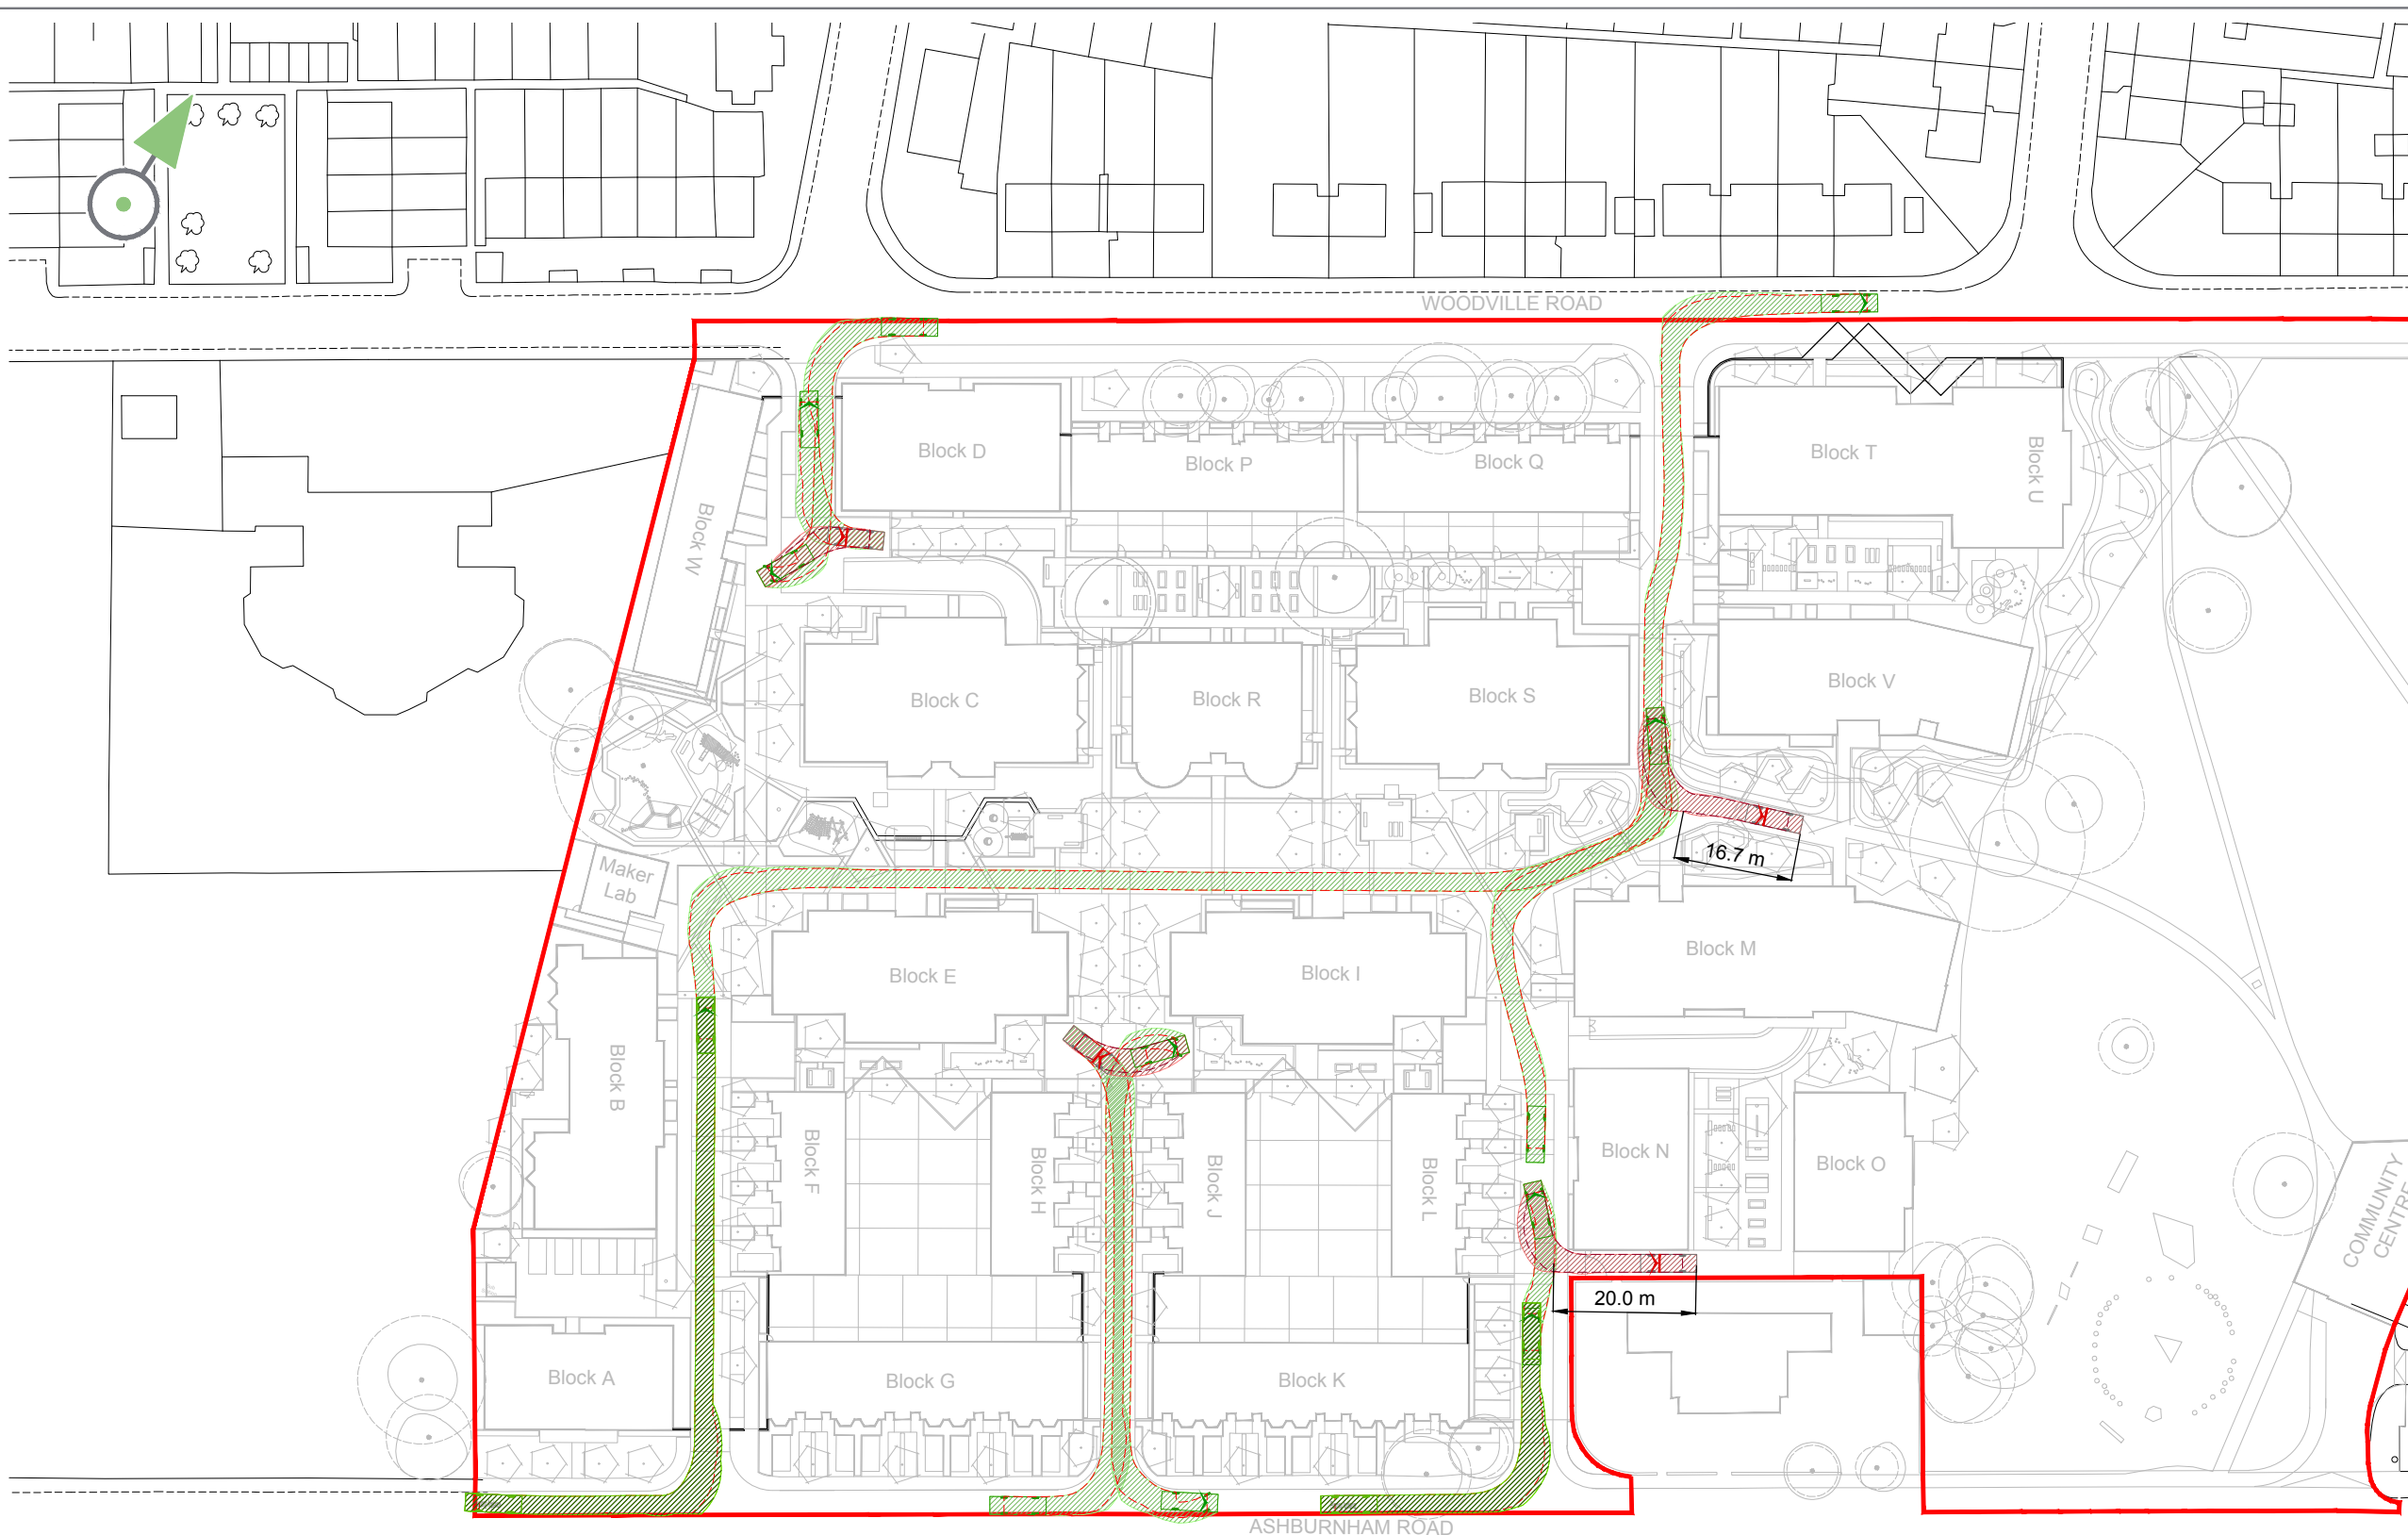 WOODVILLE ROAD
Block D
Block P
Block Q
Block T
Block U
Block W
Block C
Block R
Block S
Block V
16.7 m
Maker
Lab
Block E
Block I
Block M
Block B
Block F
Block H
Block J
Block L
Block N
Block O
COMMUNITY
CENTRE
20.0 m
Block A
Block G
Block K
ASHBURNHAM ROAD